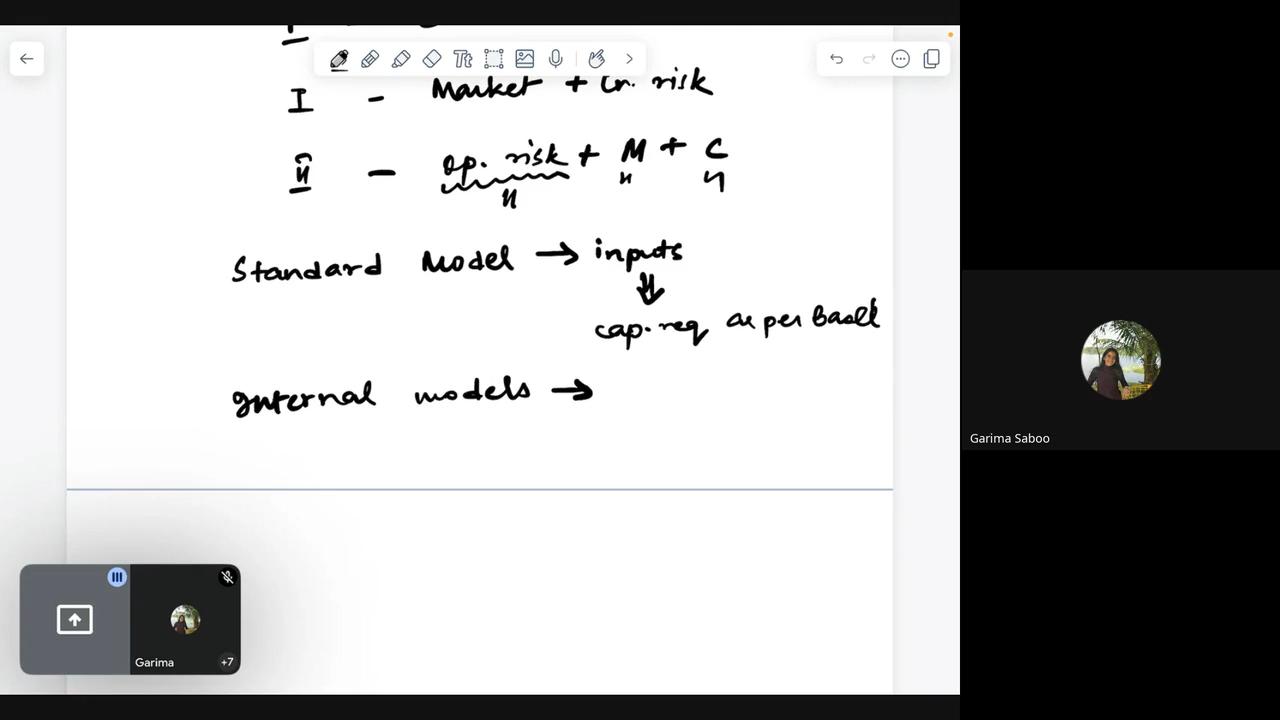 I - Market + Cr. risk
II - op. risk + M + C
Standard Model → inputs
cap. req as per Basel
Internal models →
Garima Saboo
Tt
Garima
+7